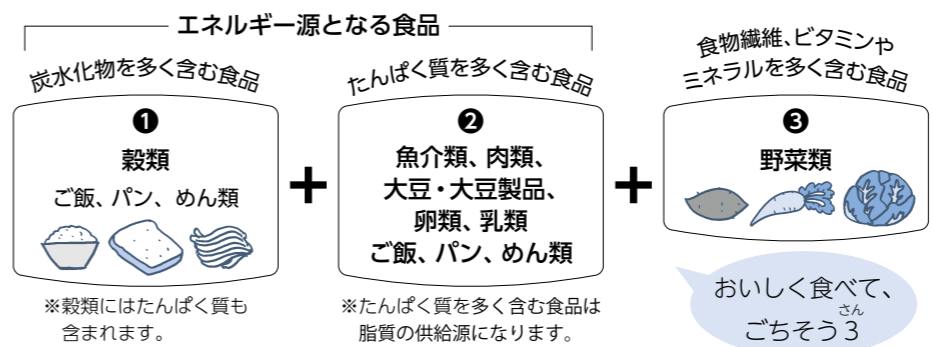 エネルギー源となる食品
炭水化物を多く含む食品
❶
穀類
ご飯、パン、めん類
※穀類にはたんぱく質も
含まれます。
+
たんぱく質を多く含む食品
❷
魚介類、肉類、
大豆・大豆製品、
卵類、乳類
ご飯、パン、めん類
※たんぱく質を多く含む食品は
脂質の供給源になります。
+
食物繊維、ビタミンや
ミネラルを多く含む食品
❸
野菜類
おいしく食べて、
さん
ごちそう3